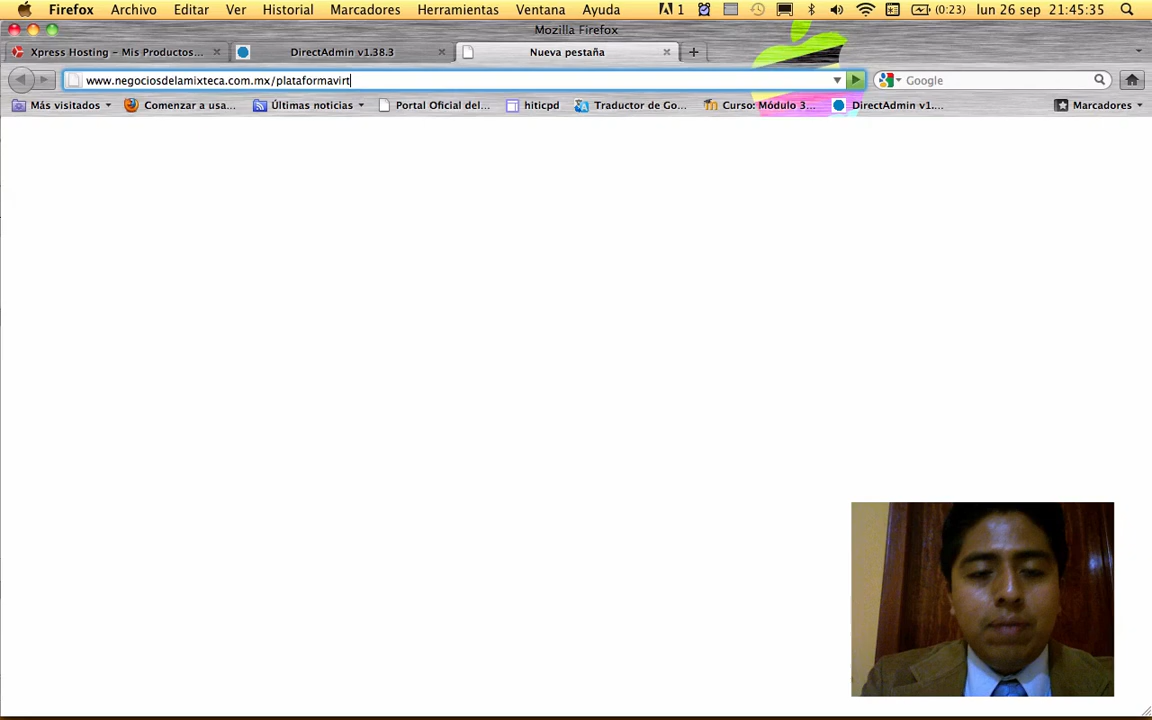 Firefox Archivo Editar Ver Historial Marcadores Herramientas Ventana Ayuda 1 (0:23) lun 26 sep 21:45:35
Mozilla Firefox
Xpress Hosting - Mis Productos... DirectAdmin v1.38.3 Nueva pestaña
www.negociosdelamixteca.com.mx/plataformavirt Google
Más visitados Comenzar a usa... Últimas noticias Portal Oficial del... hiticpd Traductor de Go... Curso: Módulo 3... DirectAdmin v1.... Marcadores